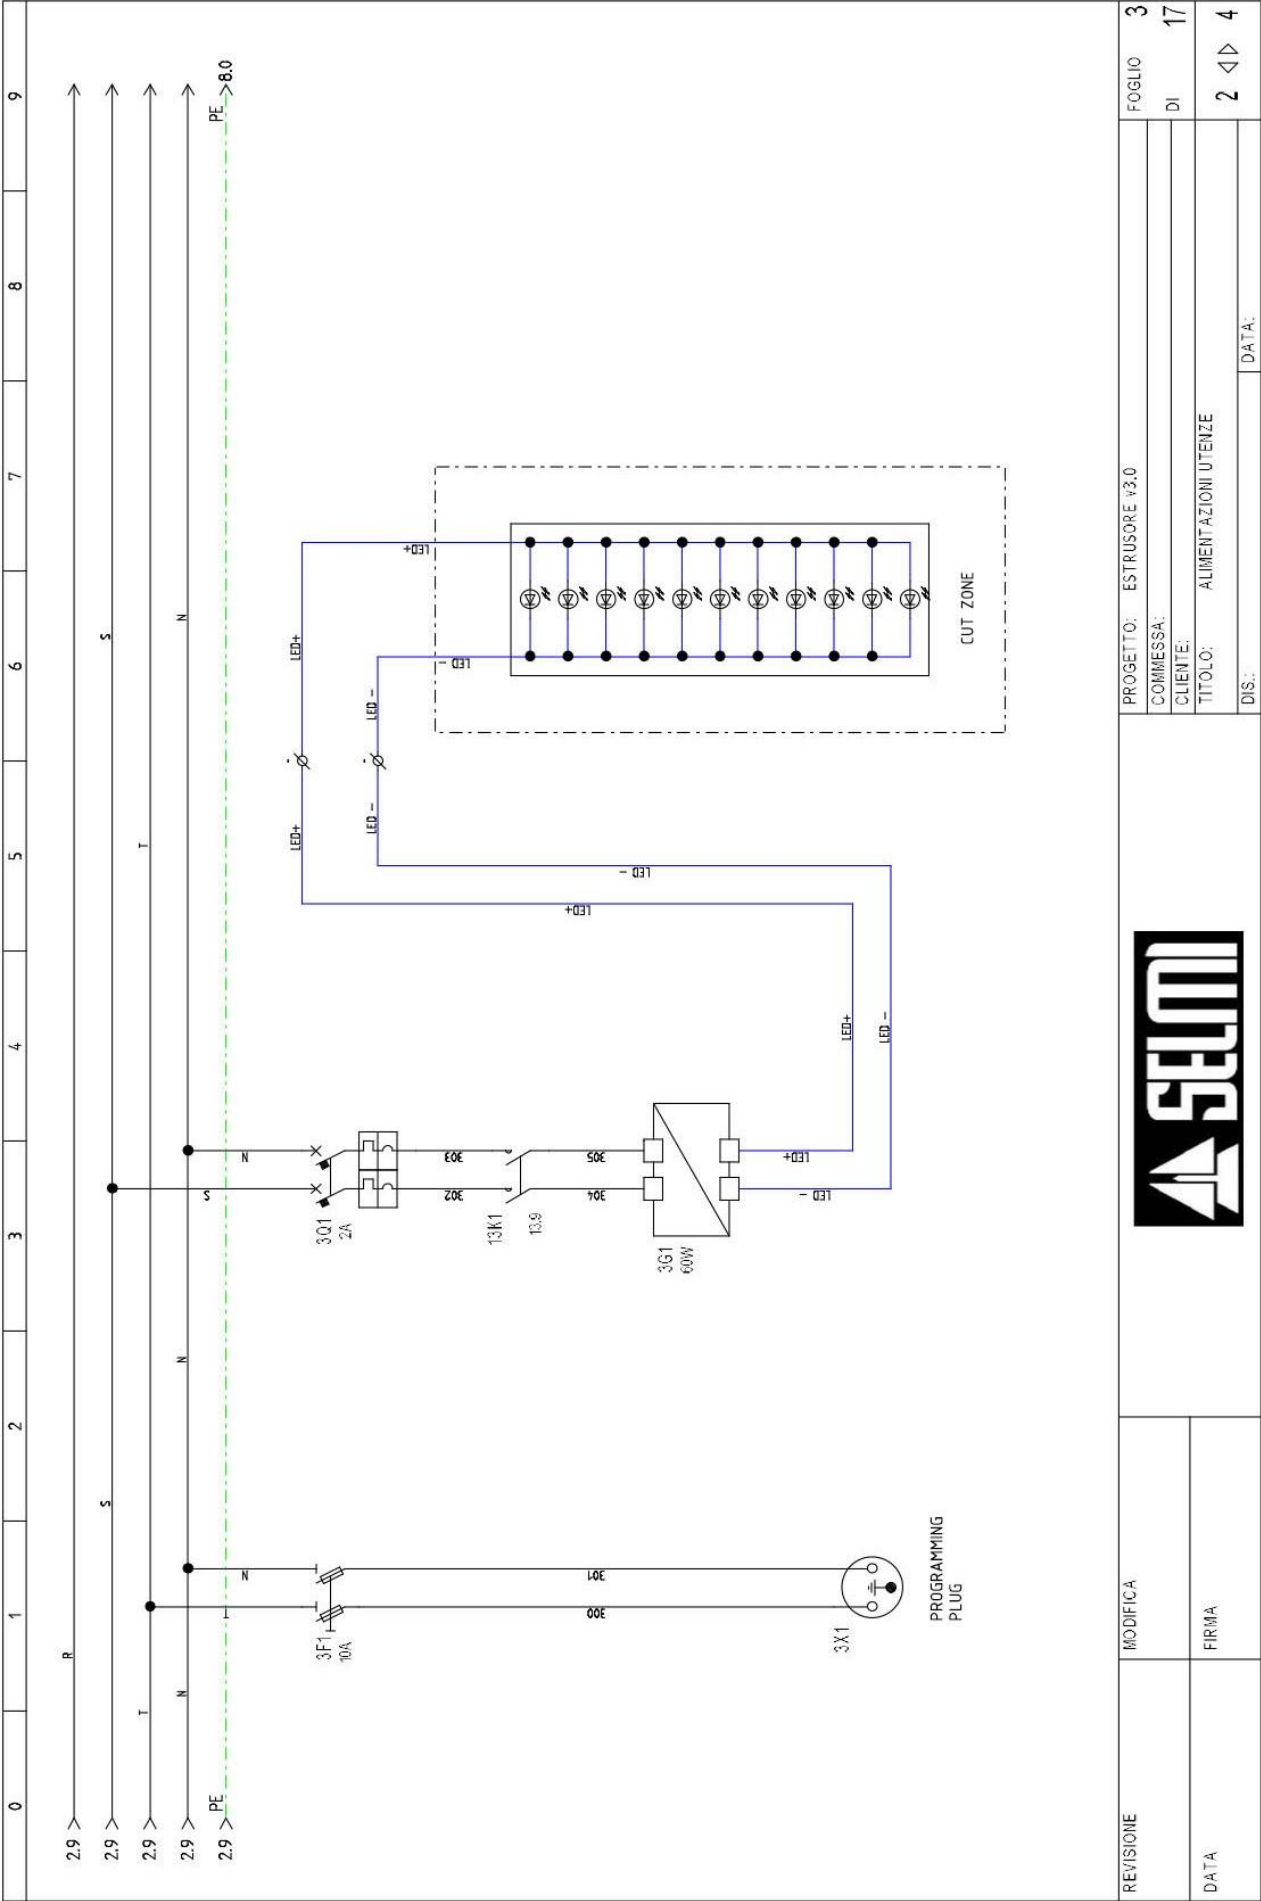 0 1 2 3 4 5 6 7 8 9
2.9 R
2.9 S S S
2.9 T T
2.9 N N N
2.9 PE PE 8.0
T N
3F1
10A
300 301
3X1
PROGRAMMING
PLUG
S N
3Q1
2A
302 303
13K1
13.9
304 305
3G1
60W
LED - LED+
LED+
LED -
LED+
LED -
LED+ LED+
LED - LED -
LED - LED+
CUT ZONE
REVISIONE MODIFICA
DATA FIRMA
SELMI
PROGETTO: ESTRUSORE v3.0
COMMESSA:
CLIENTE:
TITOLO: ALIMENTAZIONI UTENZE
DIS.: DATA:
FOGLIO 3
DI 17
2 4